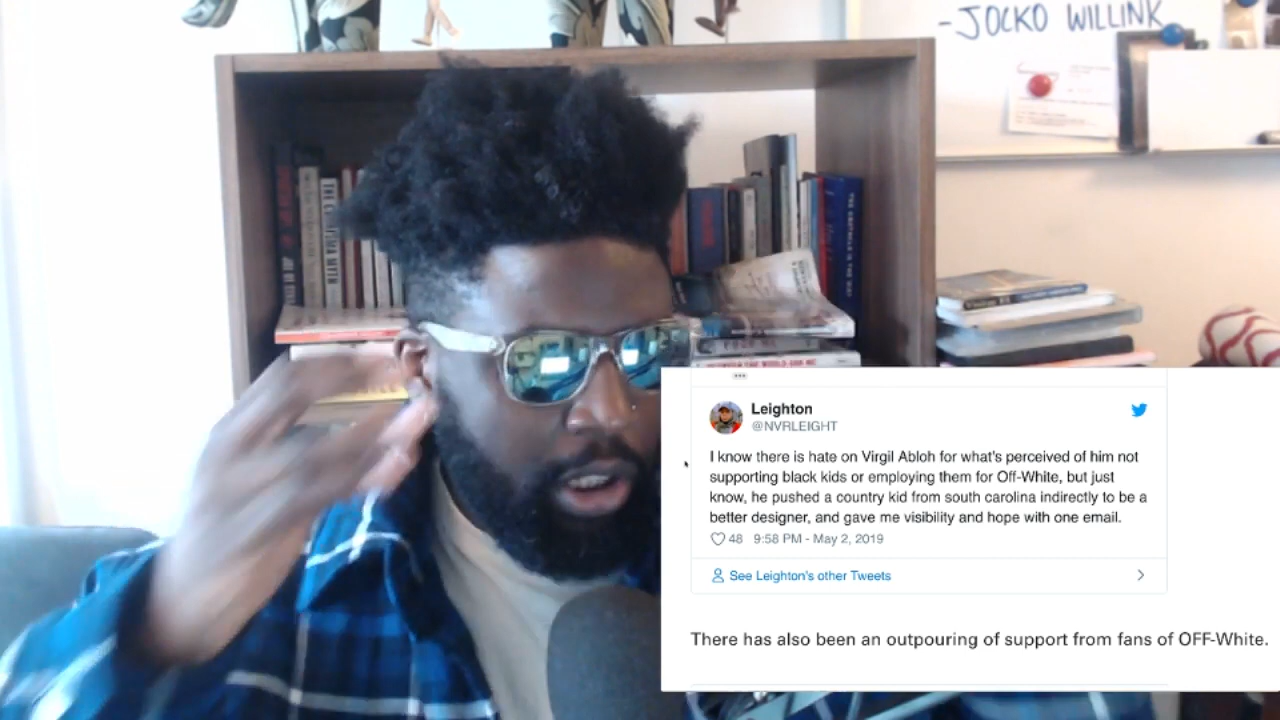 -JOCKO WILLINK
Leighton
@NVRLEIGHT
I know there is hate on Virgil Abloh for what's perceived of him not
supporting black kids or employing them for Off-White, but just
know, he pushed a country kid from south carolina indirectly to be a
better designer, and gave me visibility and hope with one email.
48 9:58 PM - May 2, 2019
See Leighton's other Tweets
There has also been an outpouring of support from fans of OFF-White.